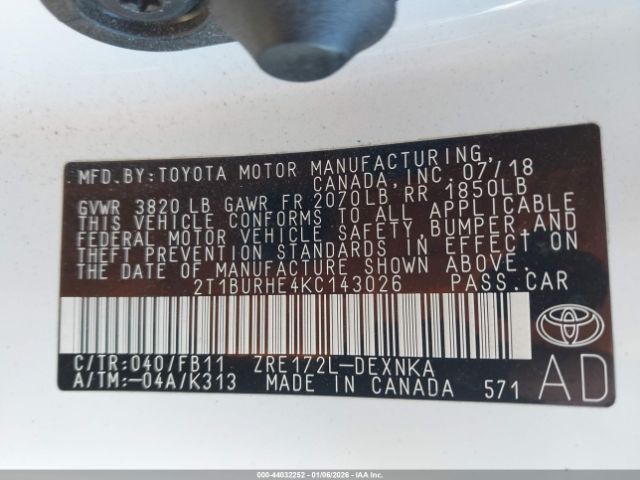 MFD.BY:TOYOTA MOTOR MANUFACTURING,
CANADA,INC. 07/18
GVWR 3820 LB GAWR FR 2070LB RR 1850LB
THIS VEHICLE CONFORMS TO ALL APPLICABLE
FEDERAL MOTOR VEHICLE SAFETY,BUMPER,AND
THEFT PREVENTION STANDARDS IN EFFECT ON
THE DATE OF MANUFACTURE SHOWN ABOVE.
2T1BURHE4KC143026 PASS.CAR
C/TR:040/FB11 ZRE172L-DEXNKA
A/TM:-04A/K313 MADE IN CANADA 571
TOYOTA
AD
000-44032252 - 01/06/2026 - IAA Inc.